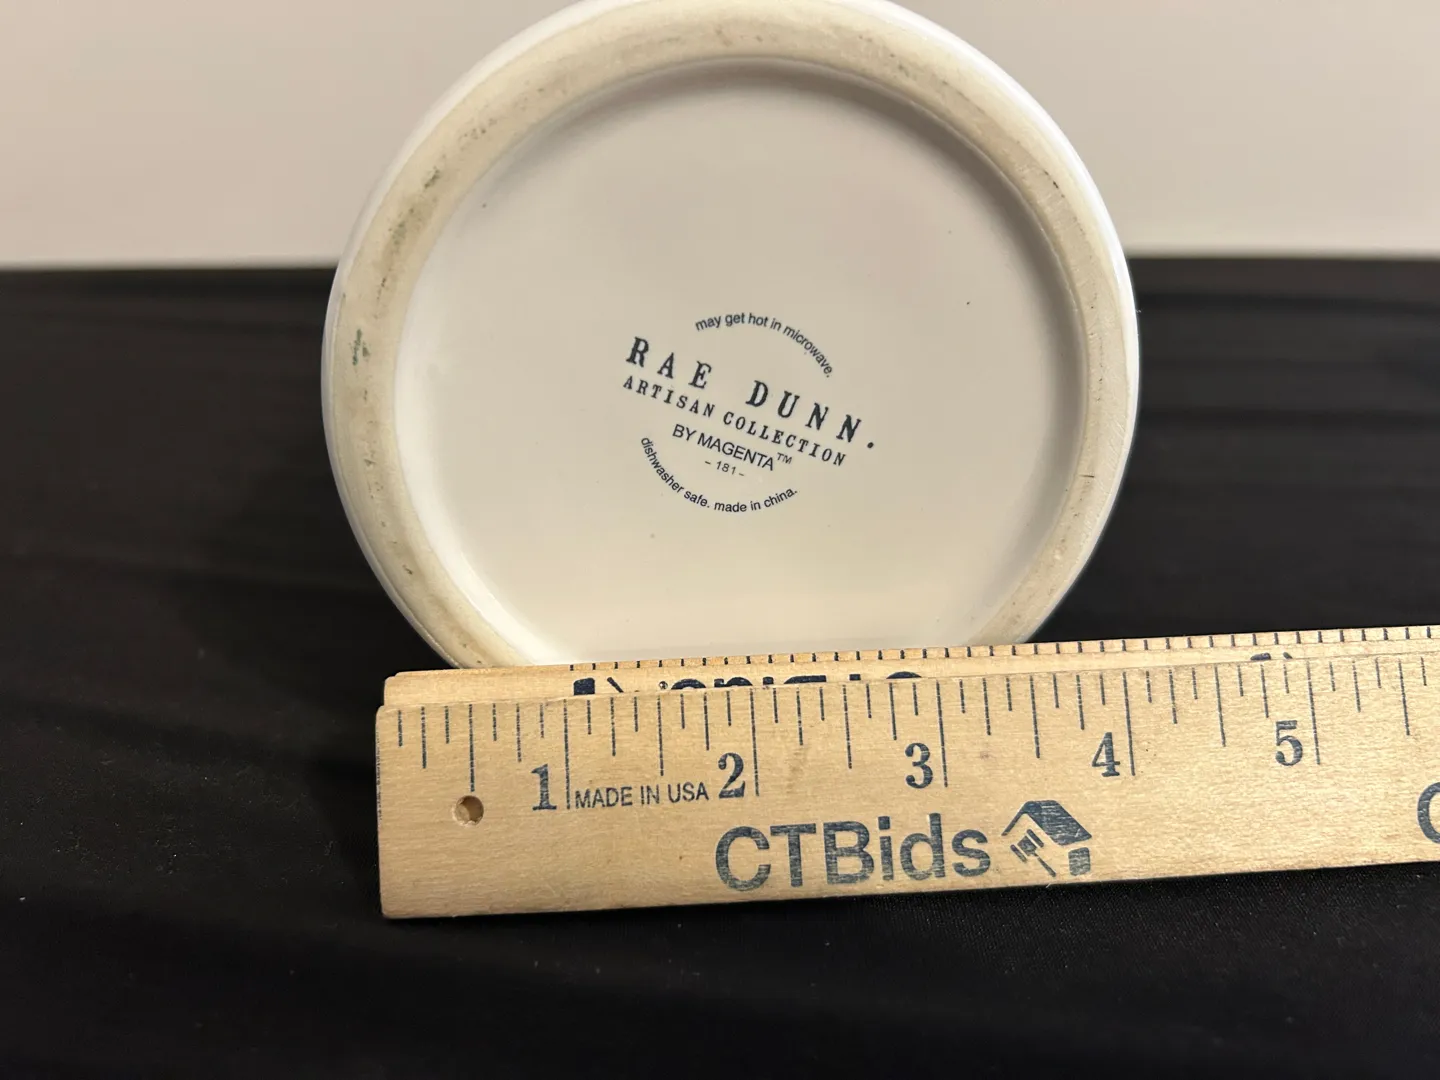 may get hot in microwave.
RAE DUNN.
ARTISAN COLLECTION
BY MAGENTA™
- 181 -
dishwasher safe. made in china.
1 MADE IN USA 2 3 4 5
CTBids